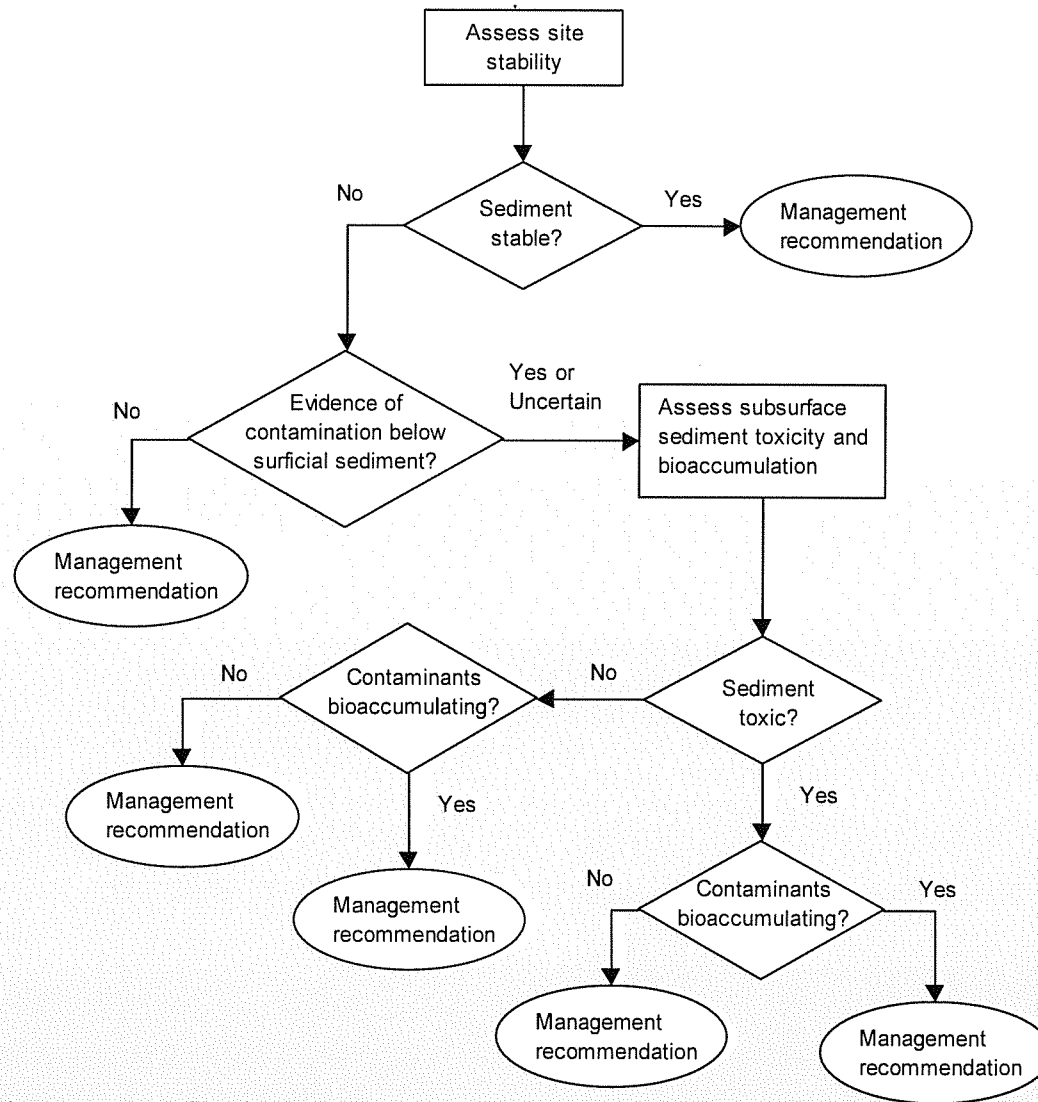 Assess site
stability
No
Sediment
stable?
Yes
Management
recommendation
No
Evidence of
contamination below
surficial sediment?
Yes or
Uncertain
Assess subsurface
sediment toxicity and
bioaccumulation
Management
recommendation
No
Contaminants
bioaccumulating?
No
Sediment
toxic?
Management
recommendation
Yes
Yes
Management
recommendation
No
Contaminants
bioaccumulating?
Yes
Management
recommendation
Management
recommendation